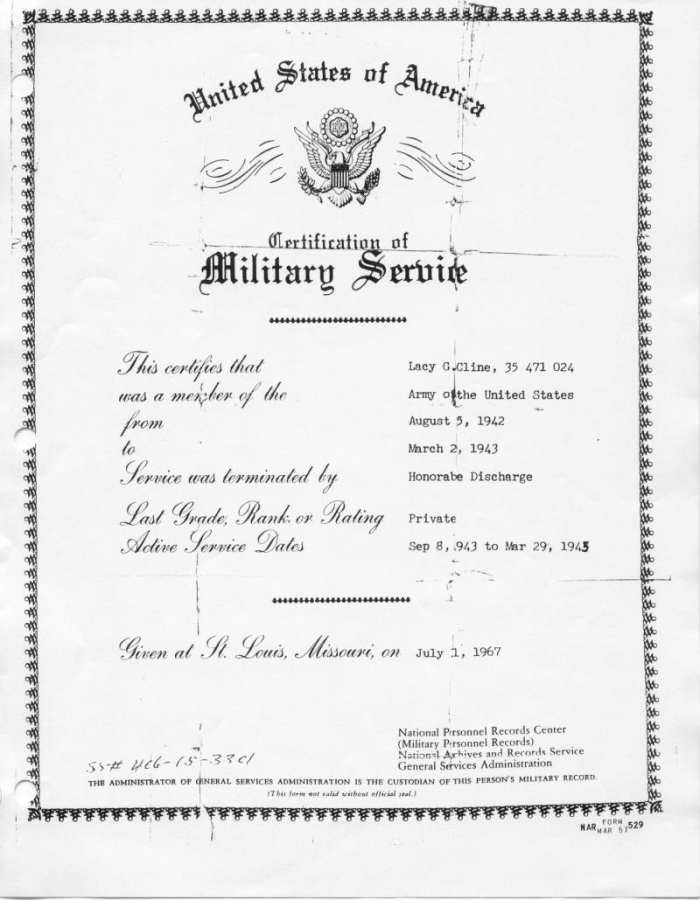 United States of America
Certification of
Military Service
This certifies that Lacy G.Cline, 35 471 024
was a member of the Army of the United States
from August 5, 1942
to March 2, 1943
Service was terminated by Honorabe Discharge
Last Grade, Rank or Rating Private
Active Service Dates Sep 8, 943 to Mar 29,
Given at St. Louis, Missouri, on July 1, 1967
National Personnel Records Center
(Military Personnel Records)
National Archives and Records Service
General Services Administration
SS#
THE ADMINISTRATOR OF GENERAL SERVICES ADMINISTRATION IS THE CUSTODIAN OF THIS PERSON'S MILITARY RECORD.
(This form not valid without official seal.)
NAR FORM MAR 529